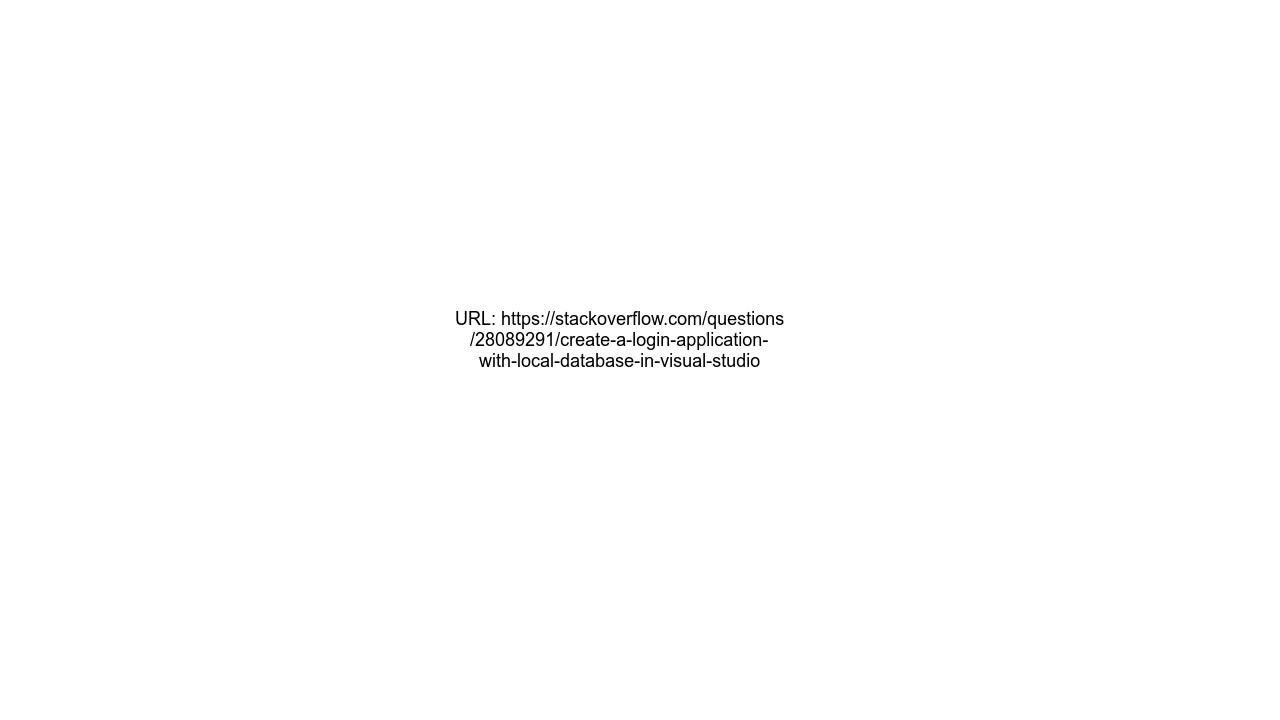 URL: https://stackoverflow.com/questions
/28089291/create-a-login-application-
with-local-database-in-visual-studio